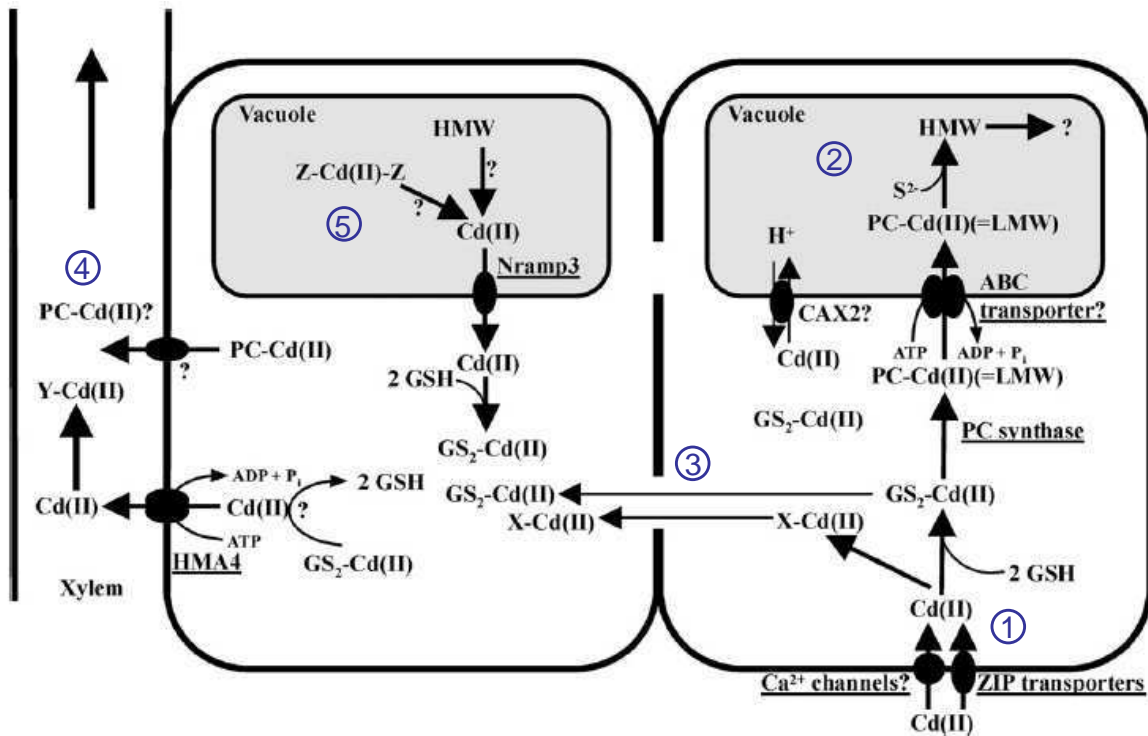 Vacuole
HMW
?
Z-Cd(II)-Z
?
⑤
Cd(II)
Nramp3
Cd(II)
2 GSH
GS₂-Cd(II)
④
PC-Cd(II)?
PC-Cd(II)
?
Y-Cd(II)
Cd(II)
ADP + Pᵢ
2 GSH
Cd(II)
?
ATP
HMA4
GS₂-Cd(II)
Xylem
Vacuole
HMW
?
②
S²⁻
PC-Cd(II)(=LMW)
H⁺
CAX2?
Cd(II)
ABC
transporter?
ATP
ADP + Pᵢ
PC-Cd(II)(=LMW)
GS₂-Cd(II)
PC synthase
③
GS₂-Cd(II)
GS₂-Cd(II)
X-Cd(II)
X-Cd(II)
2 GSH
Cd(II)
①
Ca²⁺ channels?
ZIP transporters
Cd(II)